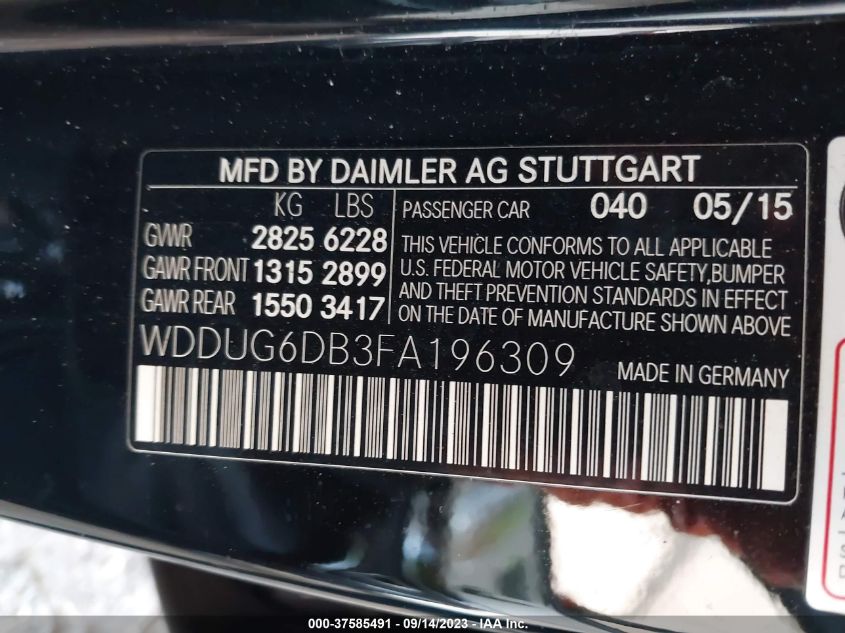 MFD BY DAIMLER AG STUTTGART
KG LBS
GVWR 2825 6228
GAWR FRONT 1315 2899
GAWR REAR 1550 3417
PASSENGER CAR 040 05/15
THIS VEHICLE CONFORMS TO ALL APPLICABLE
U.S. FEDERAL MOTOR VEHICLE SAFETY,BUMPER
AND THEFT PREVENTION STANDARDS IN EFFECT
ON THE DATE OF MANUFACTURE SHOWN ABOVE
WDDUG6DB3FA196309
MADE IN GERMANY
000-37585491 - 09/14/2023 - IAA Inc.